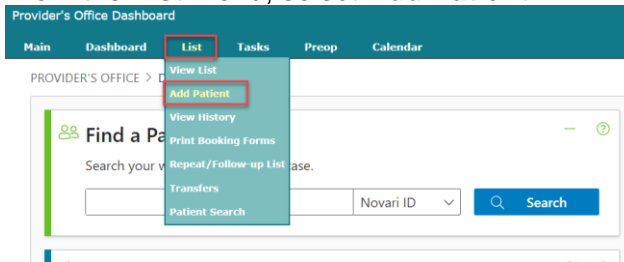 Provider's Office Dashboard
Main Dashboard List Tasks Preop Calendar
PROVIDER'S OFFICE >
View List
Add Patient
View History
Find a Pa
Print Booking Forms
Search your
Repeat/Follow-up List
ase.
Transfers
Novari ID
Search
Patient Search